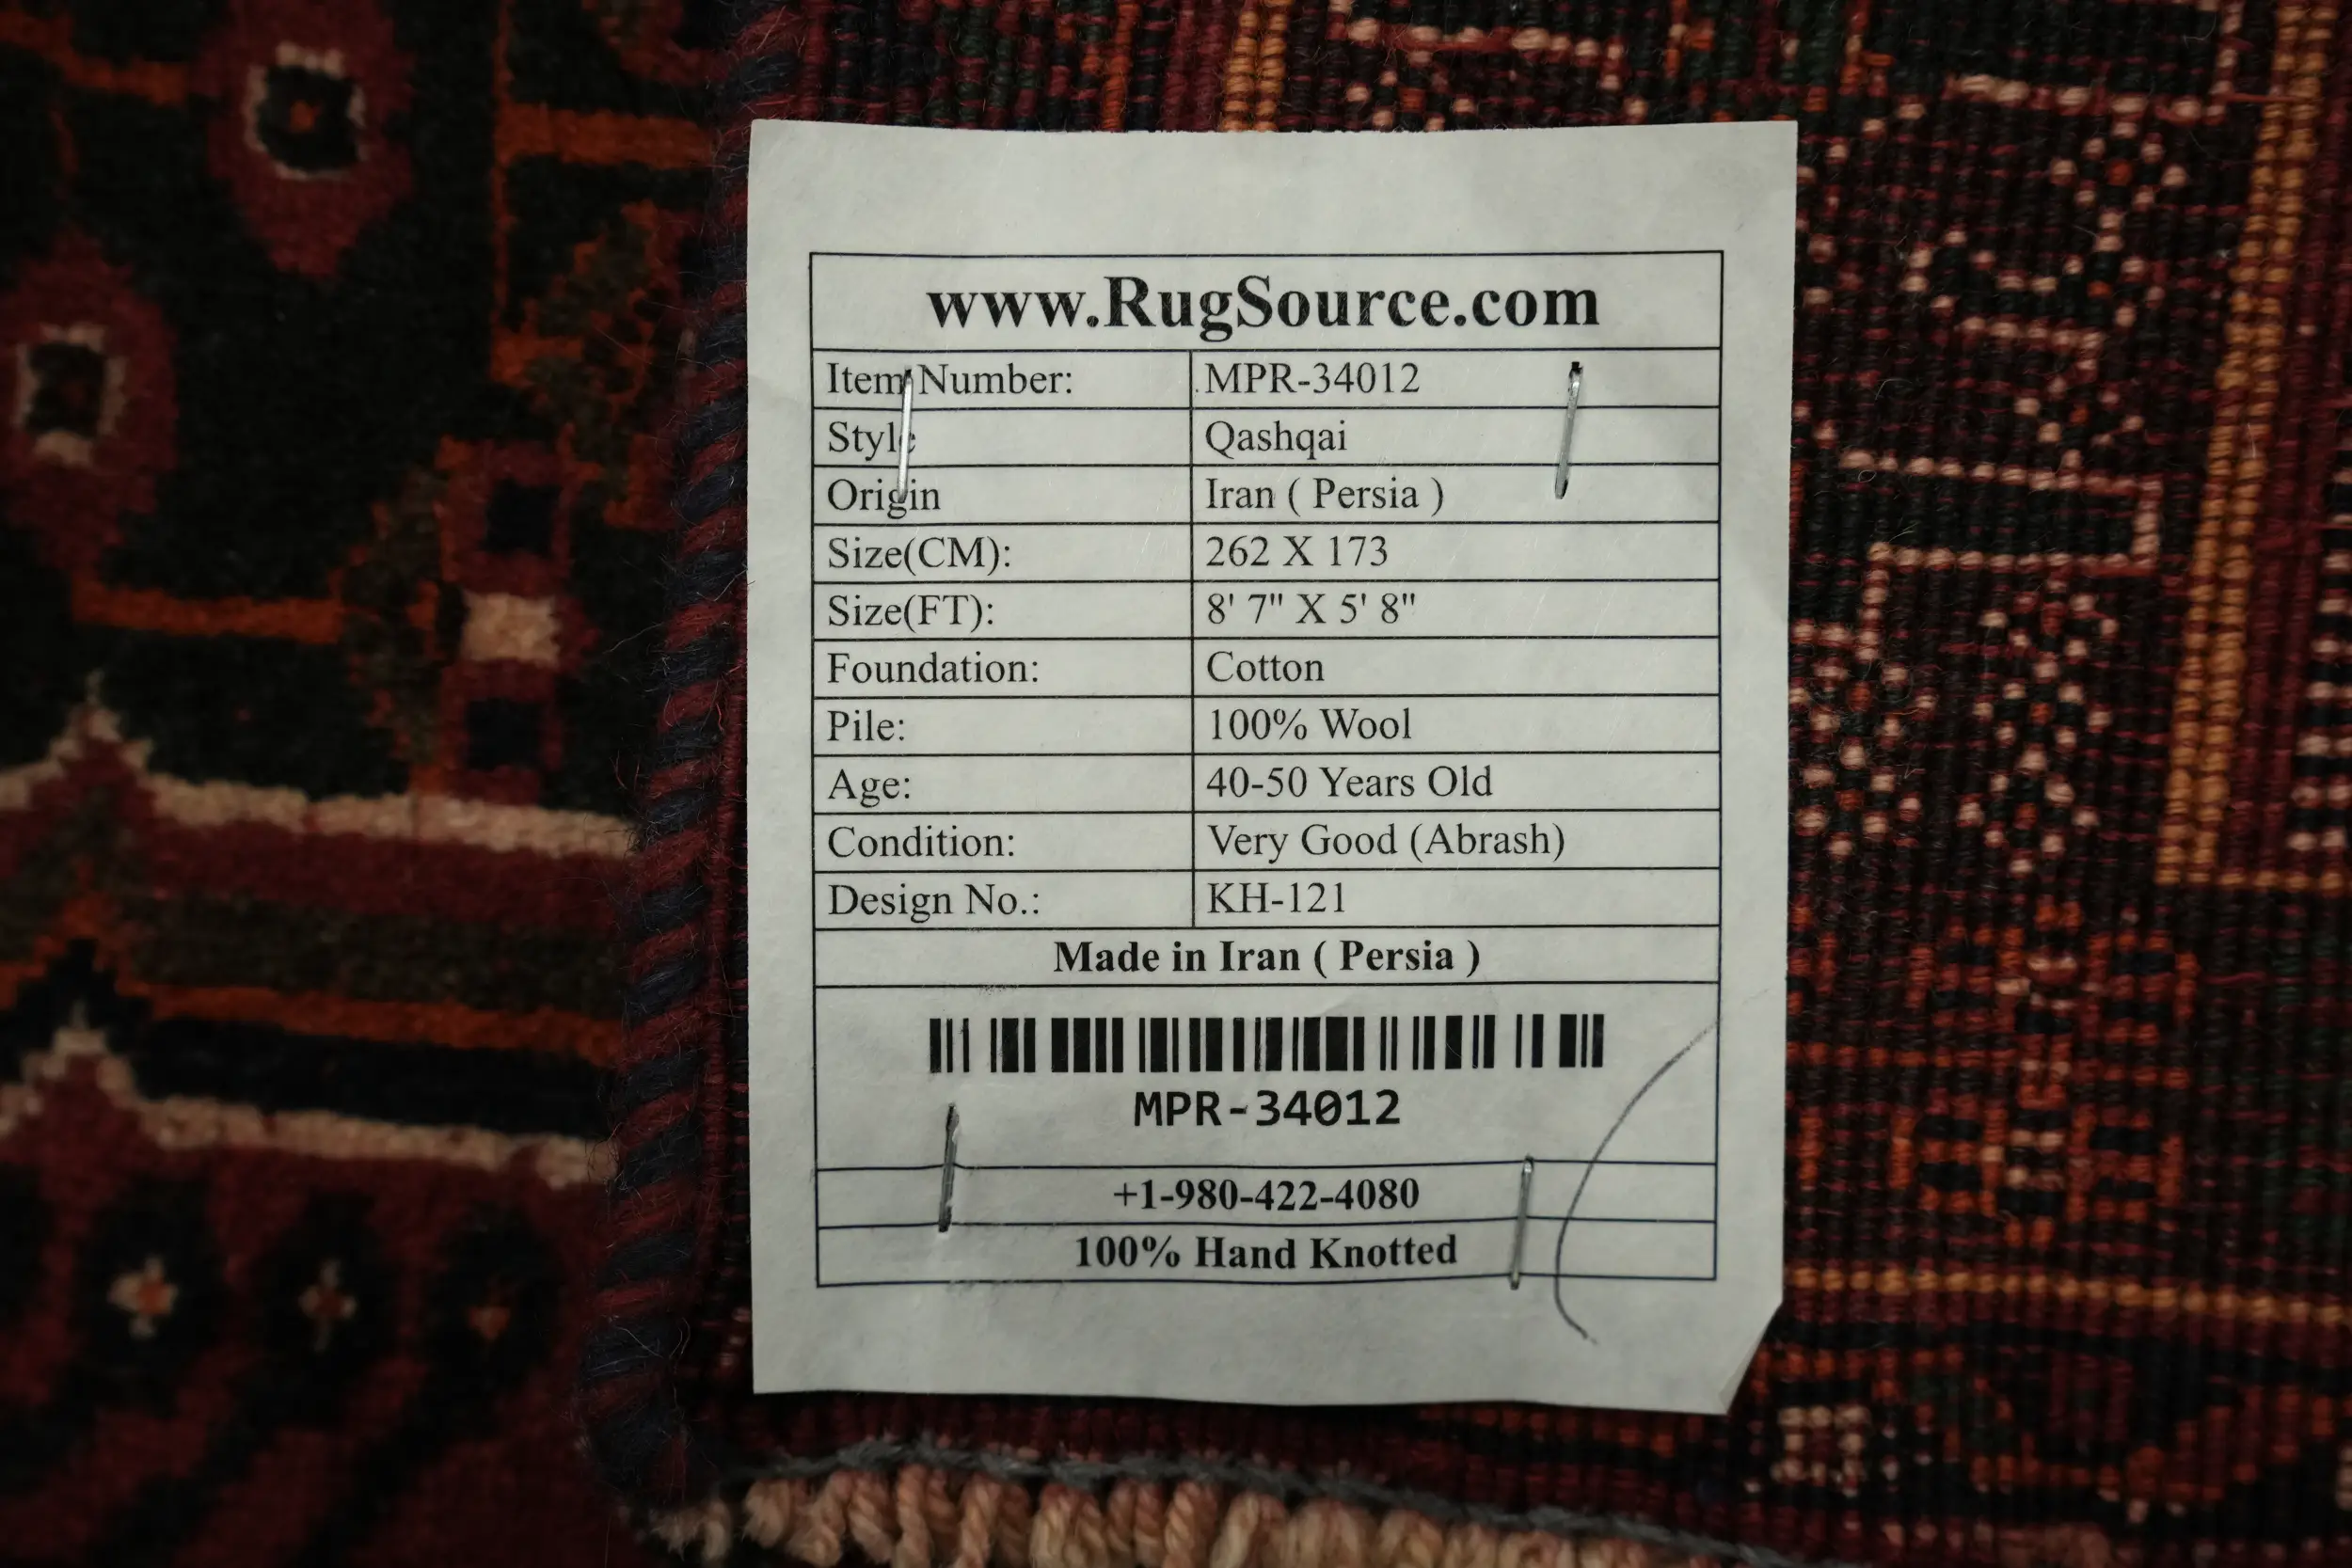 www.RugSource.com
Item Number: MPR-34012
Style Qashqai
Origin Iran ( Persia )
Size(CM): 262 X 173
Size(FT): 8' 7" X 5' 8"
Foundation: Cotton
Pile: 100% Wool
Age: 40-50 Years Old
Condition: Very Good (Abrash)
Design No.: KH-121
Made in Iran ( Persia )
MPR-34012
+1-980-422-4080
100% Hand Knotted